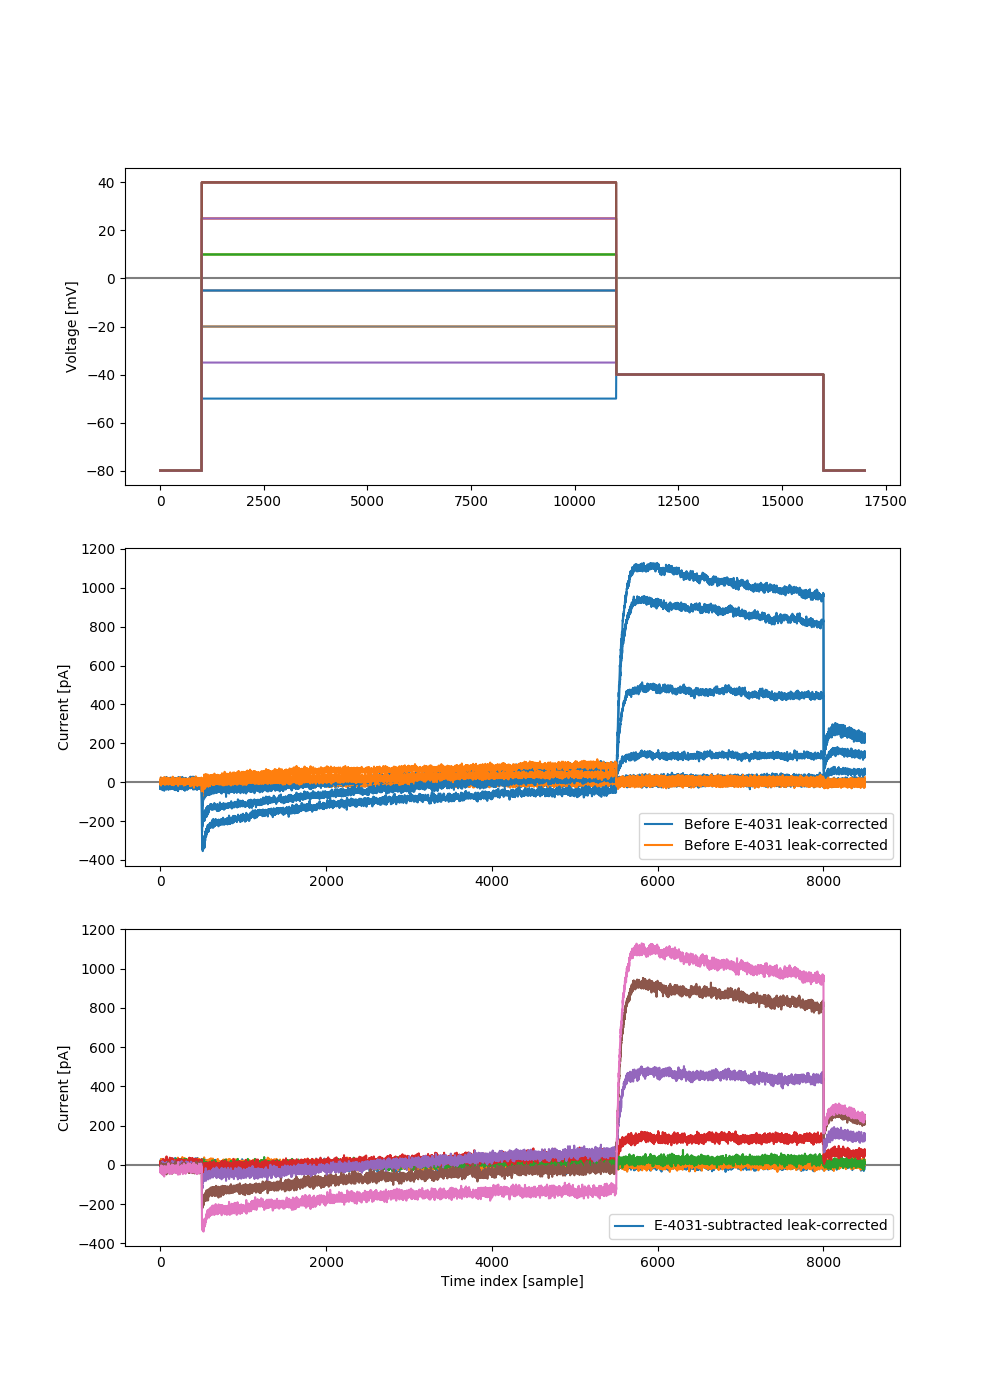 40
20
0
−20
−40
−60
−80
Voltage [mV]
0 2500 5000 7500 10000 12500 15000 17500
1200
1000
800
600
400
200
0
−200
−400
Current [pA]
Before E-4031 leak-corrected
Before E-4031 leak-corrected
0 2000 4000 6000 8000
1200
1000
800
600
400
200
0
−200
−400
Current [pA]
E-4031-subtracted leak-corrected
0 2000 4000 6000 8000
Time index [sample]